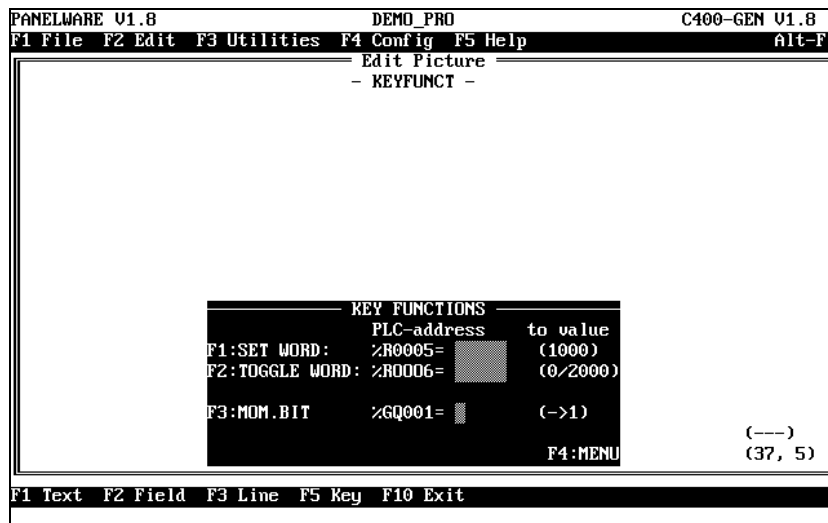 PANELWARE V1.8 DEMO_PRO C400-GEN V1.8
F1 File F2 Edit F3 Utilities F4 Config F5 Help Alt-F
Edit Picture
- KEYFUNCT -
KEY FUNCTIONS
PLC-address to value
F1:SET WORD: %R0005= (1000)
F2:TOGGLE WORD: %R0006= (0/2000)
F3:MOM.BIT %GQ001= (->1)
(---)
F4:MENU (37, 5)
F1 Text F2 Field F3 Line F5 Key F10 Exit